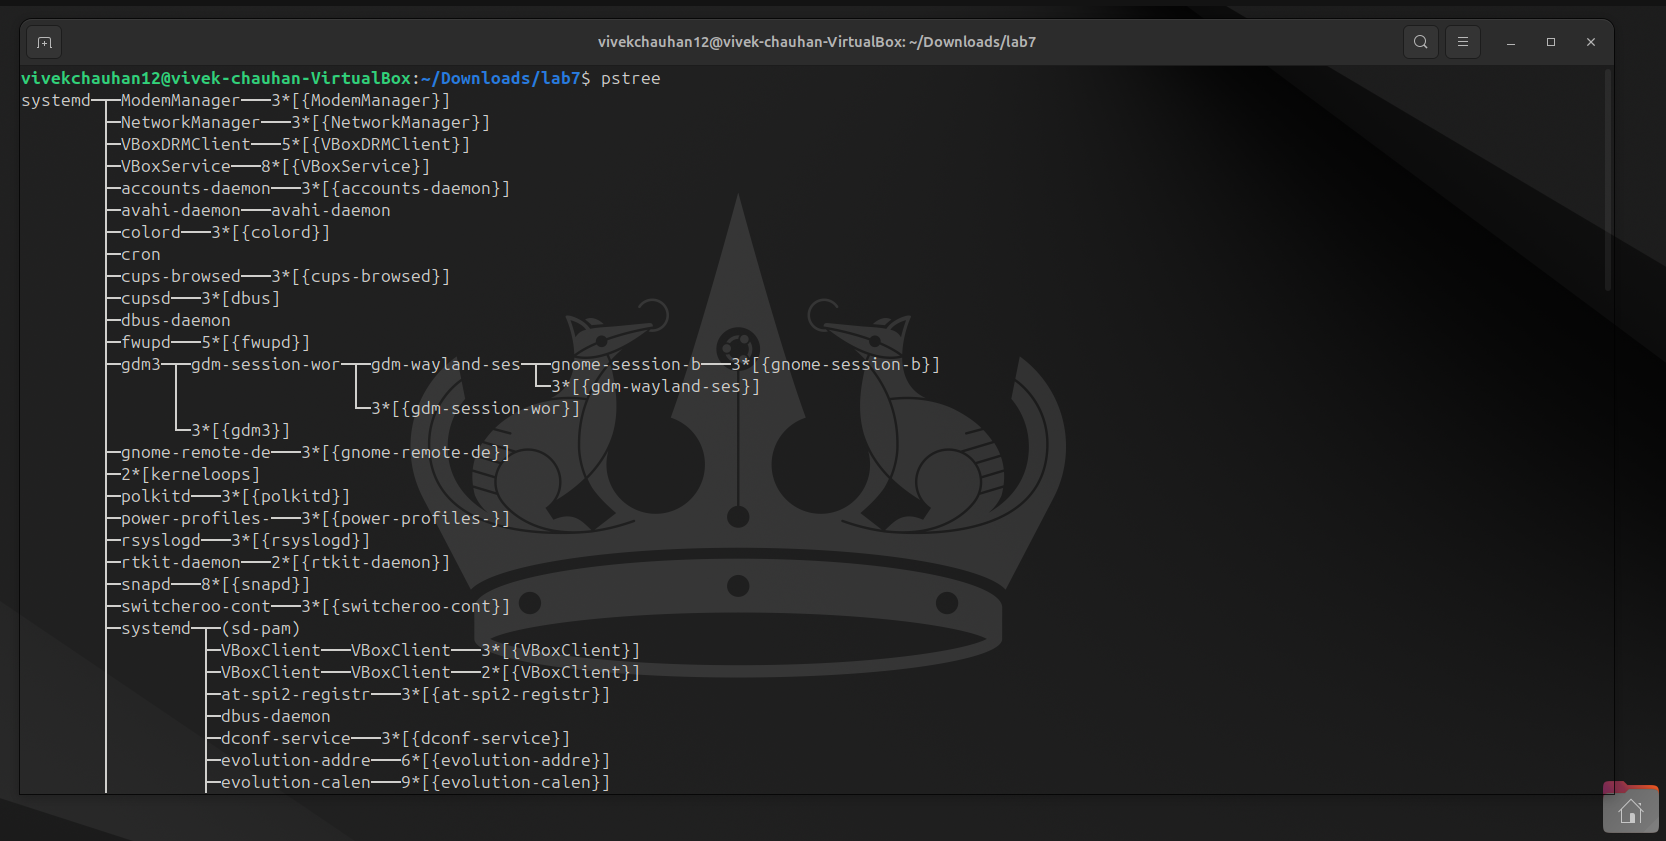 vivekchauhan12@vivek-chauhan-VirtualBox: ~/Downloads/lab7
vivekchauhan12@vivek-chauhan-VirtualBox:~/Downloads/lab7$ pstree
systemd─┬─ModemManager───3*[{ModemManager}]
        ├─NetworkManager───3*[{NetworkManager}]
        ├─VBoxDRMClient───5*[{VBoxDRMClient}]
        ├─VBoxService───8*[{VBoxService}]
        ├─accounts-daemon───3*[{accounts-daemon}]
        ├─avahi-daemon───avahi-daemon
        ├─colord───3*[{colord}]
        ├─cron
        ├─cups-browsed───3*[{cups-browsed}]
        ├─cupsd───3*[dbus]
        ├─dbus-daemon
        ├─fwupd───5*[{fwupd}]
        ├─gdm3─┬─gdm-session-wor─┬─gdm-wayland-ses─┬─gnome-session-b───3*[{gnome-session-b}]
        │      │                 │                 └─3*[{gdm-wayland-ses}]
        │      │                 └─3*[{gdm-session-wor}]
        │      └─3*[{gdm3}]
        ├─gnome-remote-de───3*[{gnome-remote-de}]
        ├─2*[kerneloops]
        ├─polkitd───3*[{polkitd}]
        ├─power-profiles-───3*[{power-profiles-}]
        ├─rsyslogd───3*[{rsyslogd}]
        ├─rtkit-daemon───2*[{rtkit-daemon}]
        ├─snapd───8*[{snapd}]
        ├─switcheroo-cont───3*[{switcheroo-cont}]
        ├─systemd─┬─(sd-pam)
        │         ├─VBoxClient───VBoxClient───3*[{VBoxClient}]
        │         ├─VBoxClient───VBoxClient───2*[{VBoxClient}]
        │         ├─at-spi2-registr───3*[{at-spi2-registr}]
        │         ├─dbus-daemon
        │         ├─dconf-service───3*[{dconf-service}]
        │         ├─evolution-addre───6*[{evolution-addre}]
        │         ├─evolution-calen───9*[{evolution-calen}]